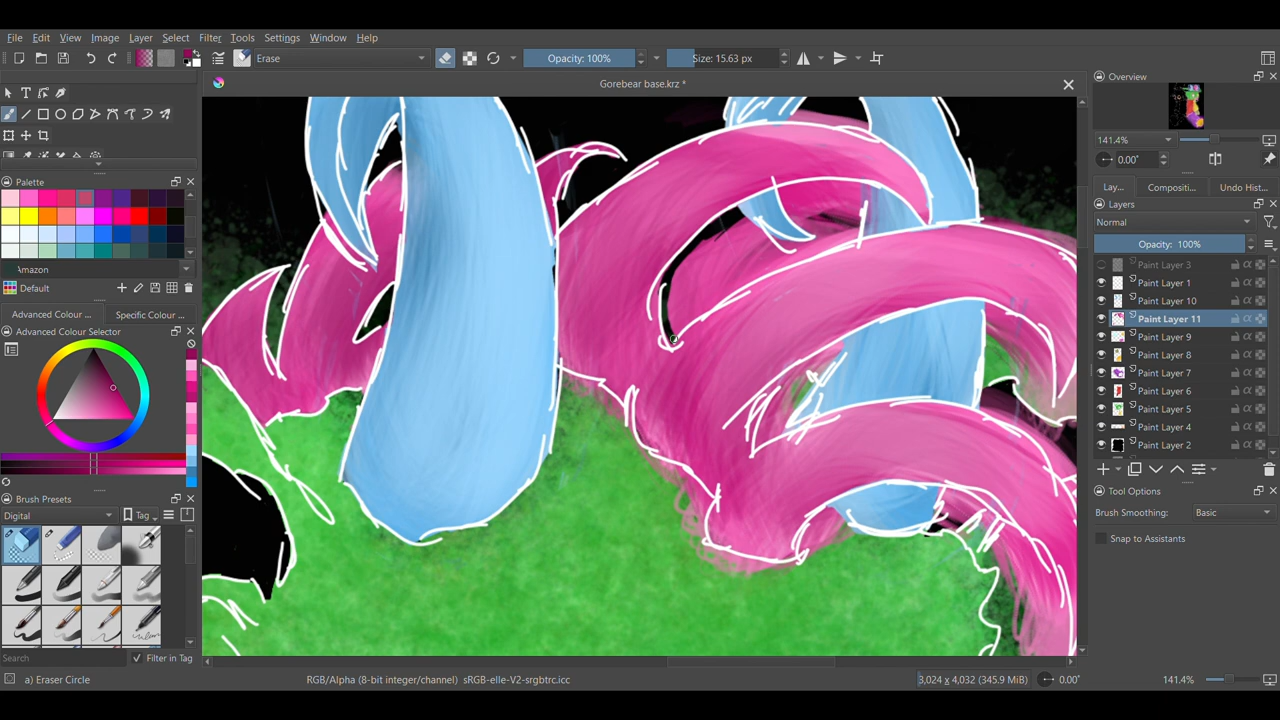 File Edit View Image Layer Select Filter Tools Settings Window Help
Erase Opacity: 100% Size: 15.63 px
Gorebear base.krz *
Overview
141.4%
0.00°
Lay... Compositi... Undo His...
Layers
Normal
Opacity: 100%
Paint Layer 3
Paint Layer 1
Paint Layer 10
Paint Layer 11
Paint Layer 9
Paint Layer 8
Paint Layer 7
Paint Layer 6
Paint Layer 5
Paint Layer 4
Paint Layer 2
Tool Options
Brush Smoothing: Basic
Snap to Assistants
Palette
Amazon
Default
Advanced Colour ... Specific Colour ...
Advanced Colour Selector
Brush Presets
Digital Tag
Search Filter in Tag
a) Eraser Circle RGB/Alpha (8-bit integer/channel) sRGB-elle-V2-srgbtrc.icc 3,024 x 4,032 (345.9 MiB) 0.00° 141.4%